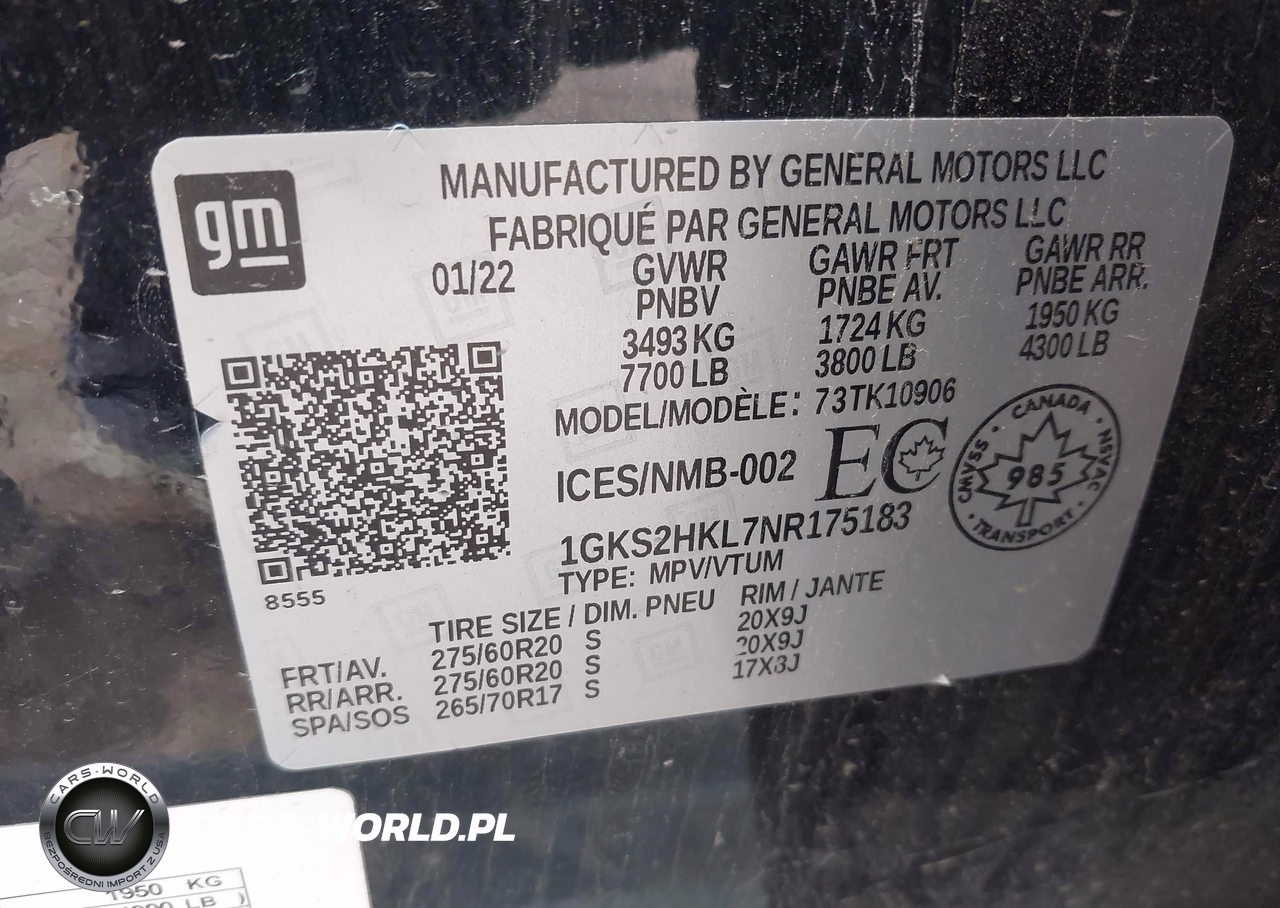 gm
MANUFACTURED BY GENERAL MOTORS LLC
FABRIQUÉ PAR GENERAL MOTORS LLC
01/22
GVWR
PNBV
3493 KG
7700 LB
GAWR FRT
PNBE AV.
1724 KG
3800 LB
GAWR RR
PNBE ARR.
1950 KG
4300 LB
MODEL/MODÈLE: 73TK10906
ICES/NMB-002
EC
CANADA
CMVSS
985
NSVAC
TRANSPORT
1GKS2HKL7NR175183
TYPE: MPV/VTUM
8555
TIRE SIZE / DIM. PNEU RIM / JANTE
FRT/AV. 275/60R20 S 20X9J
RR/ARR. 275/60R20 S 20X9J
SPA/SOS 265/70R17 S 17X8J
CARS-WORLD
CW
BEZPOŚREDNI IMPORT Z USA
WORLD.PL
1950 KG
LB )